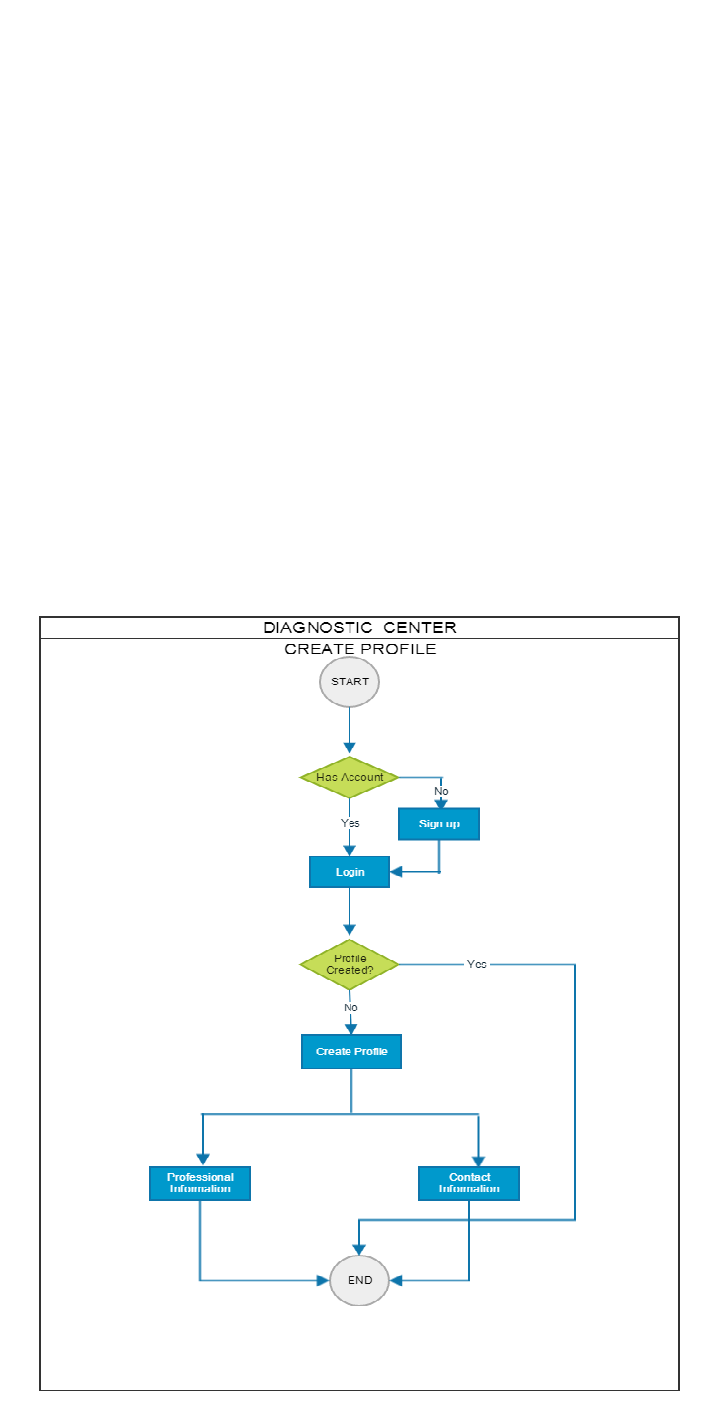 DIAGNOSTIC CENTER
CREATE PROFILE
START
Has Account
No
Yes
Sign up
Login
Profile
Created?
Yes
No
Create Profile
Professional
Information
Contact
Information
END